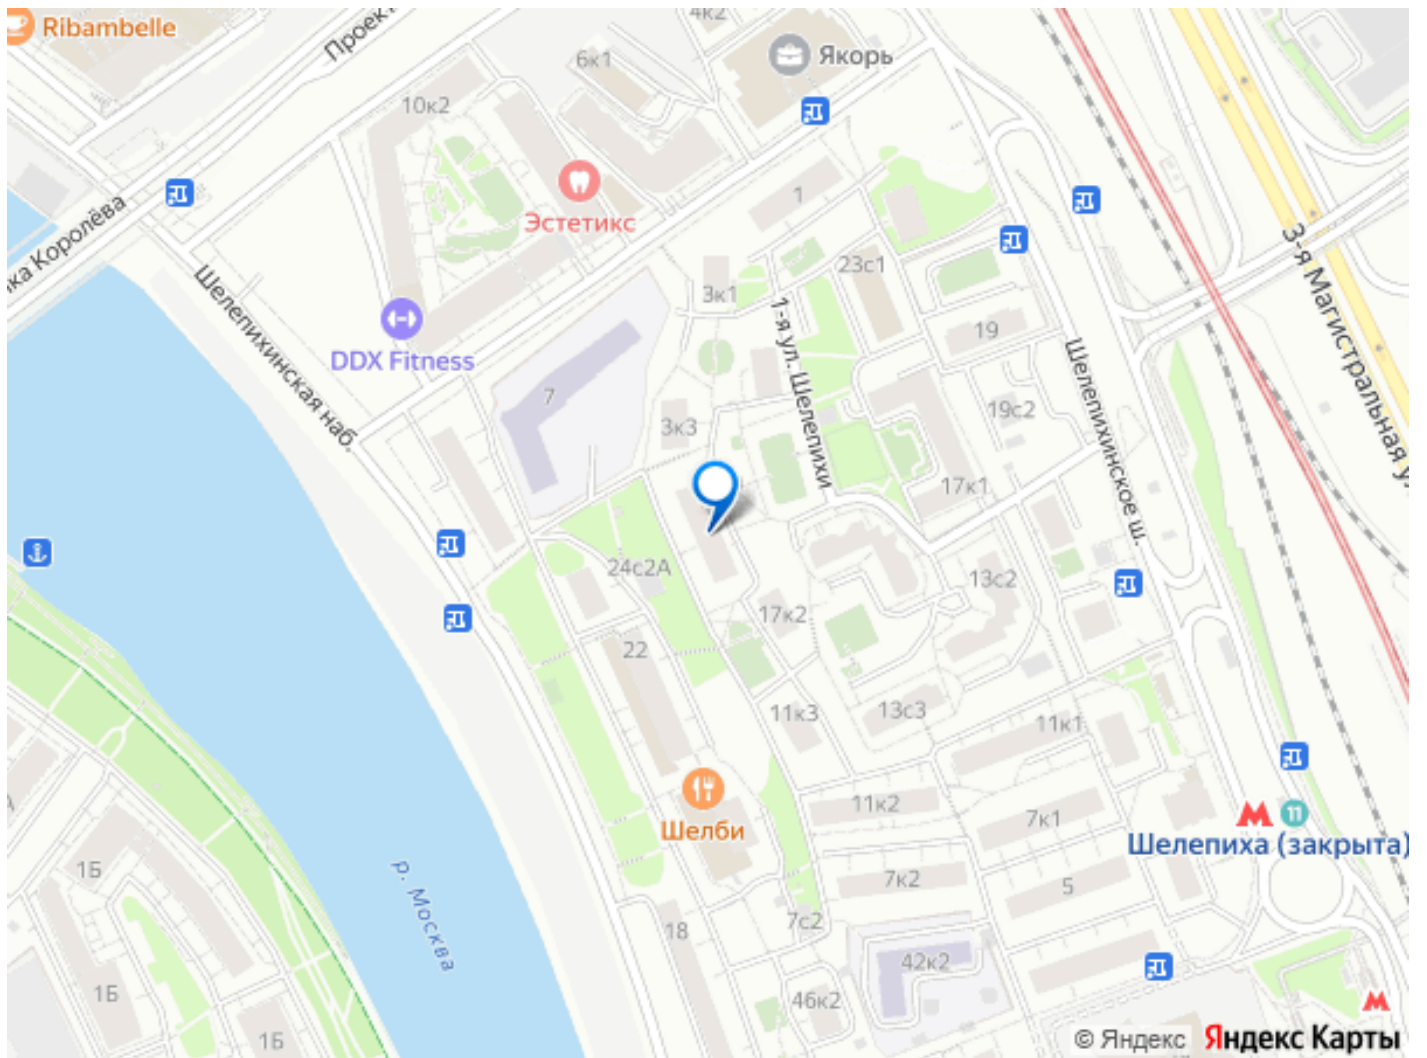 Ribambelle
Проек
4к2
Якорь
6к1
10к2
Эстетикс
1
ка Королёва
Шелепихинская наб.
23с1
3к1
1-я ул. Шелепихи
19
3-я Магистральная ул
DDX Fitness
7
Шелепихинское ш.
3к3
19с2
17к1
24с2А
13с2
17к2
22
11к3
13с3
11к1
11к2
7к1
11
Шелби
Шелепиха (закрыта)
1Б
р. Москва
7к2
5
7с2
18
42к2
1Б
46к2
1Б
© Яндекс Яндекс Карты